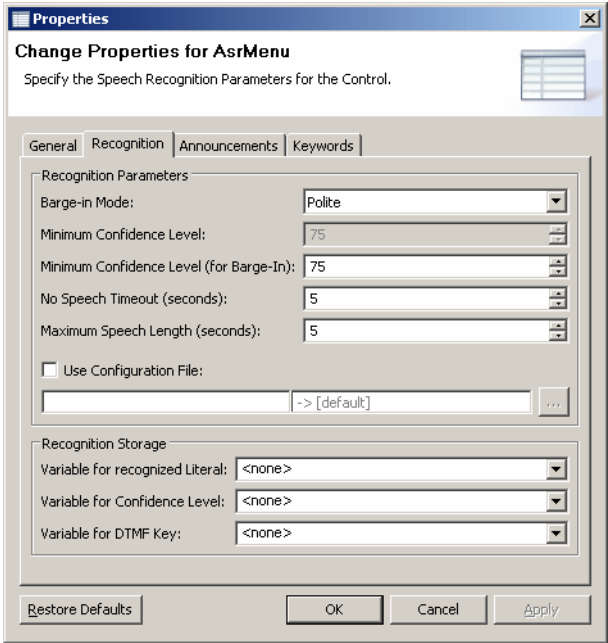 Properties
Change Properties for AsrMenu
Specify the Speech Recognition Parameters for the Control.
General Recognition Announcements Keywords
Recognition Parameters
Barge-in Mode: Polite
Minimum Confidence Level: 75
Minimum Confidence Level (for Barge-In): 75
No Speech Timeout (seconds): 5
Maximum Speech Length (seconds): 5
Use Configuration File:
-> [default] ...
Recognition Storage
Variable for recognized Literal: <none>
Variable for Confidence Level: <none>
Variable for DTMF Key: <none>
Restore Defaults OK Cancel Apply